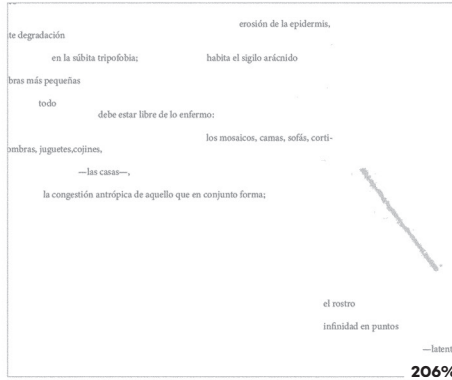 erosión de la epidermis,
te degradación
en la súbita tripofobia; habita el sigilo arácnido
bras más pequeñas
todo
debe estar libre de lo enfermo:
los mosaicos, camas, sofás, corti-
ombras, juguetes,cojines,
—las casas—,
la congestión antrópica de aquello que en conjunto forma;
el rostro
infinidad en puntos
—latent
206%